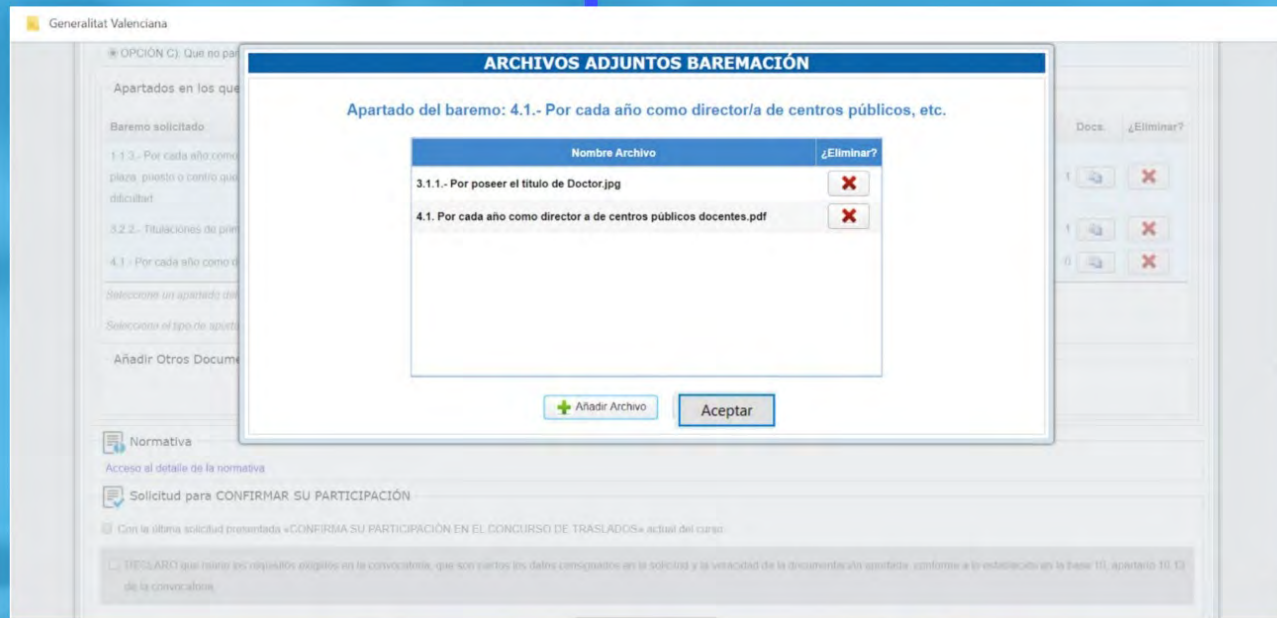 Generalitat Valenciana
OPCIÓN C): Que no par
ARCHIVOS ADJUNTOS BAREMACIÓN
Apartados en los que
Apartado del baremo: 4.1.- Por cada año como director/a de centros públicos, etc.
Baremo solicitado
Docs.
¿Eliminar?
Nombre Archivo
¿Eliminar?
1.1.3.- Por cada año como
plaza, puesto o centro que
dificultad
1
3.1.1.- Por poseer el título de Doctor.jpg
4.1. Por cada año como director a de centros públicos docentes.pdf
3.2.2.- Titulaciones de prim
1
4.1.- Por cada año como d
0
Seleccione un apartado del
Seleccione el tipo de aporta
Añadir Otros Docume
Añadir Archivo
Aceptar
Normativa
Acceso al detalle de la normativa
Solicitud para CONFIRMAR SU PARTICIPACIÓN
Con la última solicitud presentada «CONFIRMA SU PARTICIPACIÓN EN EL CONCURSO DE TRASLADOS» actual del curso
DECLARO que reúno los requisitos exigidos en la convocatoria, que son ciertos los datos consignados en la solicitud y la veracidad de la documentación aportada, conforme a lo establecido en la base 10, apartado 10.13
de la convocatoria